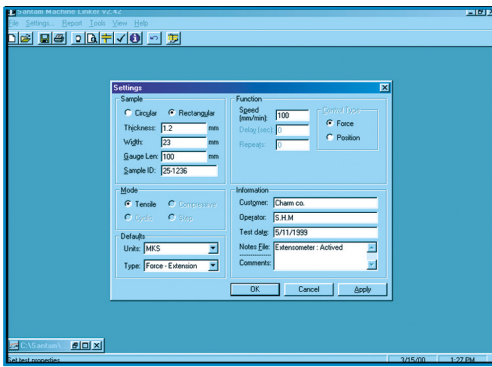 Santam Machine Linker v2.42
File Settings... Report Tools View Help
Settings
Sample
Circular Rectangular
Thickness: 1.2 mm
Width: 23 mm
Gauge Len: 100 mm
Sample ID: 25-1236
Function
Speed (mm/min): 100
Delay (sec) 0
Repeats: 0
Control Type
Force
Position
Mode
Tensile Compressive
Cyclic Step
Defaults
Units: MKS
Type: Force - Extension
Information
Customer: Charm co.
Operator: S.H.M
Test date: 5/11/1999
Notes File: Extensometer : Actived
Comments:
OK Cancel Apply
C:\Santam\...
Set test properties
3/15/00 1:27 PM